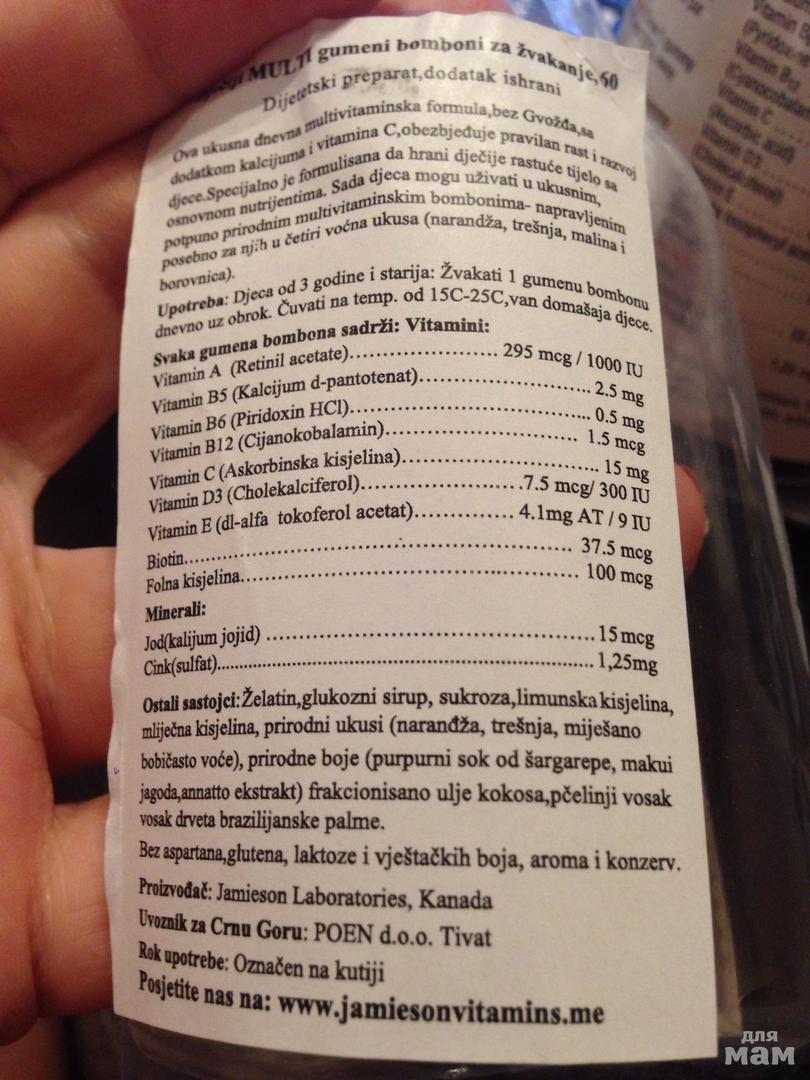 MULTI gumeni bomboni za žvakanje,60
Dijetetski preparat,dodatak ishrani
Ova ukusna dnevna multivitaminska formula,bez Gvožđa,sa
dodatkom kalcijuma i vitamina C,obezbjeđuje pravilan rast i razvoj
djece.Specijalno je formulisana da hrani dječije rastuće tijelo sa
osnovnom nutrijentima. Sada djeca mogu uživati u ukusnim,
potpuno prirodnim multivitaminskim bombonima- napravljenim
posebno za njih u četiri voćna ukusa (narandža, trešnja, malina i
borovnica).
Upotreba: Djeca od 3 godine i starija: Žvakati 1 gumenu bombonu
dnevno uz obrok. Čuvati na temp. od 15C-25C,van domašaja djece.
Svaka gumena bombona sadrži: Vitamini:
Vitamin A (Retinil acetate)........................ 295 mcg / 1000 IU
Vitamin B5 (Kalcijum d-pantotenat)............................ 2.5 mg
Vitamin B6 (Piridoxin HCl)........................................ 0.5 mg
Vitamin B12 (Cijanokobalamin)................................ 1.5 mcg
Vitamin C (Askorbinska kisjelina)................................ 15 mg
Vitamin D3 (Cholekalciferol)..........................7.5 mcg/ 300 IU
Vitamin E (dl-alfa tokoferol acetat)............... 4.1mg AT / 9 IU
Biotin................................................................ 37.5 mcg
Folna kisjelina....................................................... 100 mcg
Minerali:
Jod(kalijum jojid) ..................................................15 mcg
Cink(sulfat)............................................................ 1,25mg
Ostali sastojci:Želatin,glukozni sirup, sukroza,limunska kisjelina,
mliječna kisjelina, prirodni ukusi (naranđža, trešnja, miješano
bobičasto voće), prirodne boje (purpurni sok od šargarepe, makui
jagoda,annatto ekstrakt) frakcionisano ulje kokosa,pčelinji vosak
vosak drveta brazilijanske palme.
Bez aspartana,glutena, laktoze i vještačkih boja, aroma i konzerv.
Proizvođač: Jamieson Laboratories, Kanada
Uvoznik za Crnu Goru: POEN d.o.o. Tivat
Rok upotrebe: Označen na kutiji
Posjetite nas na: www.jamiesonvitamins.me
Vitamin B12
(Cyanocobalamin)
Vitamin C
(Ascorbic acid)
Vitamin D3
(Cholecalciferol)
для
мам